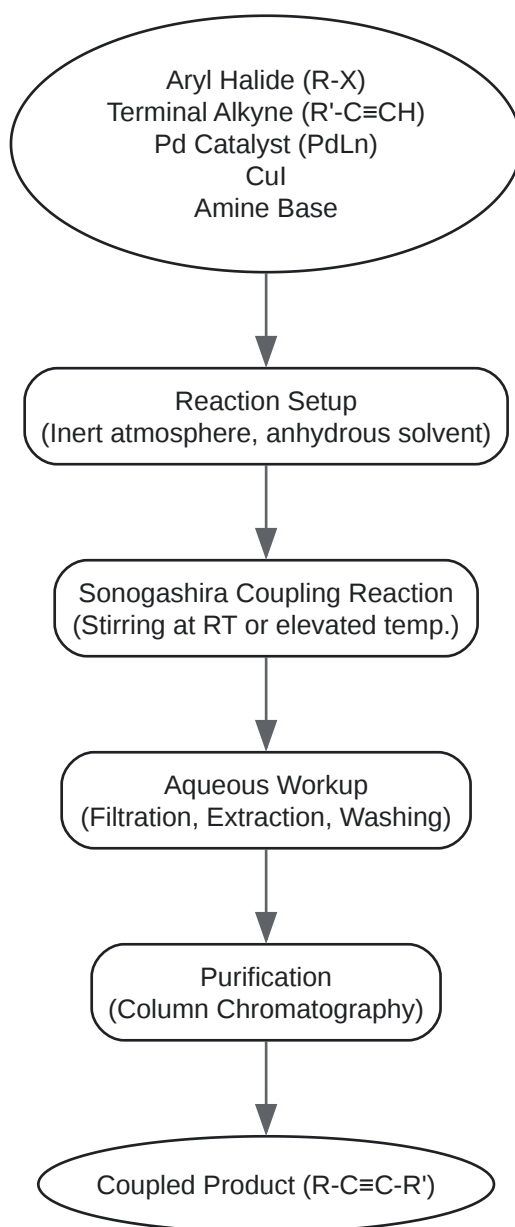 Aryl Halide (R-X)
Terminal Alkyne (R'-C≡CH)
Pd Catalyst (PdLn)
CuI
Amine Base
Reaction Setup
(Inert atmosphere, anhydrous solvent)
Sonogashira Coupling Reaction
(Stirring at RT or elevated temp.)
Aqueous Workup
(Filtration, Extraction, Washing)
Purification
(Column Chromatography)
Coupled Product (R-C≡C-R')